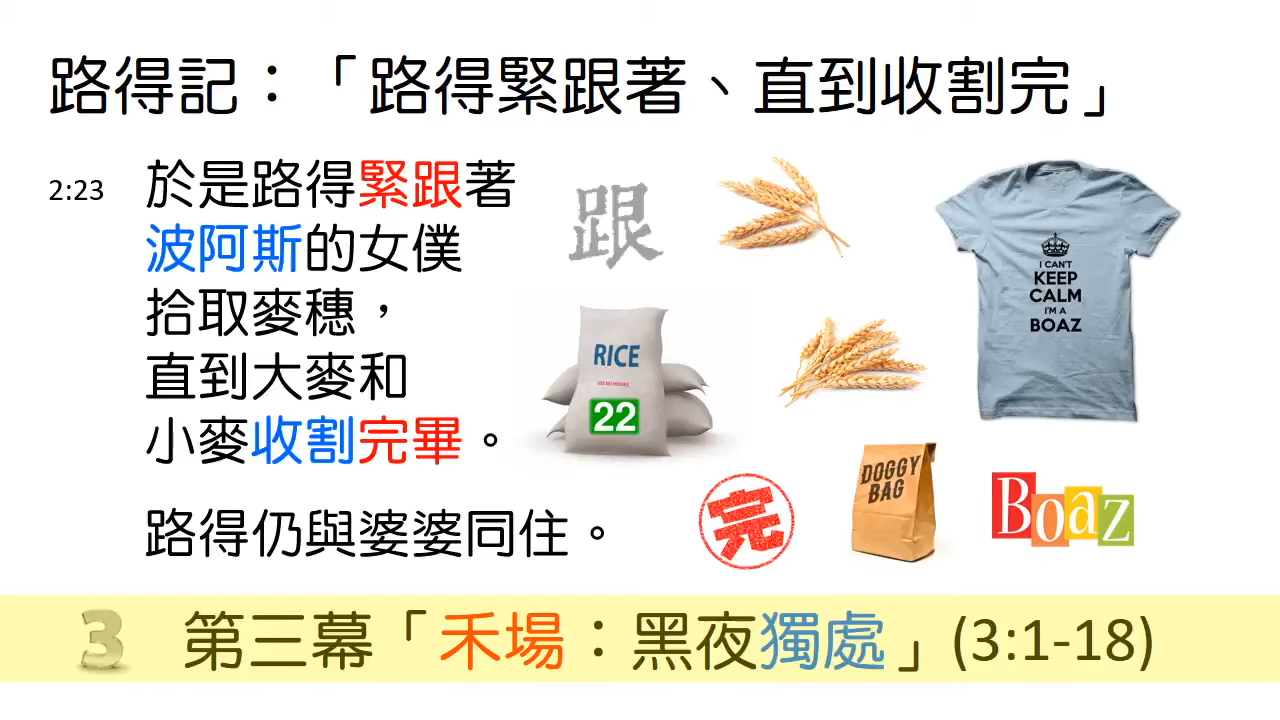 路得記：「路得緊跟著、直到收割完」
2:23
於是路得緊跟著
波阿斯的女僕
拾取麥穗，
直到大麥和
小麥收割完畢。
路得仍與婆婆同住。
跟
RICE
USE NO HOOKS
22
I CAN'T
KEEP
CALM
I'M A
BOAZ
完
DOGGY
BAG
Boaz
3 第三幕「禾場：黑夜獨處」(3:1-18)